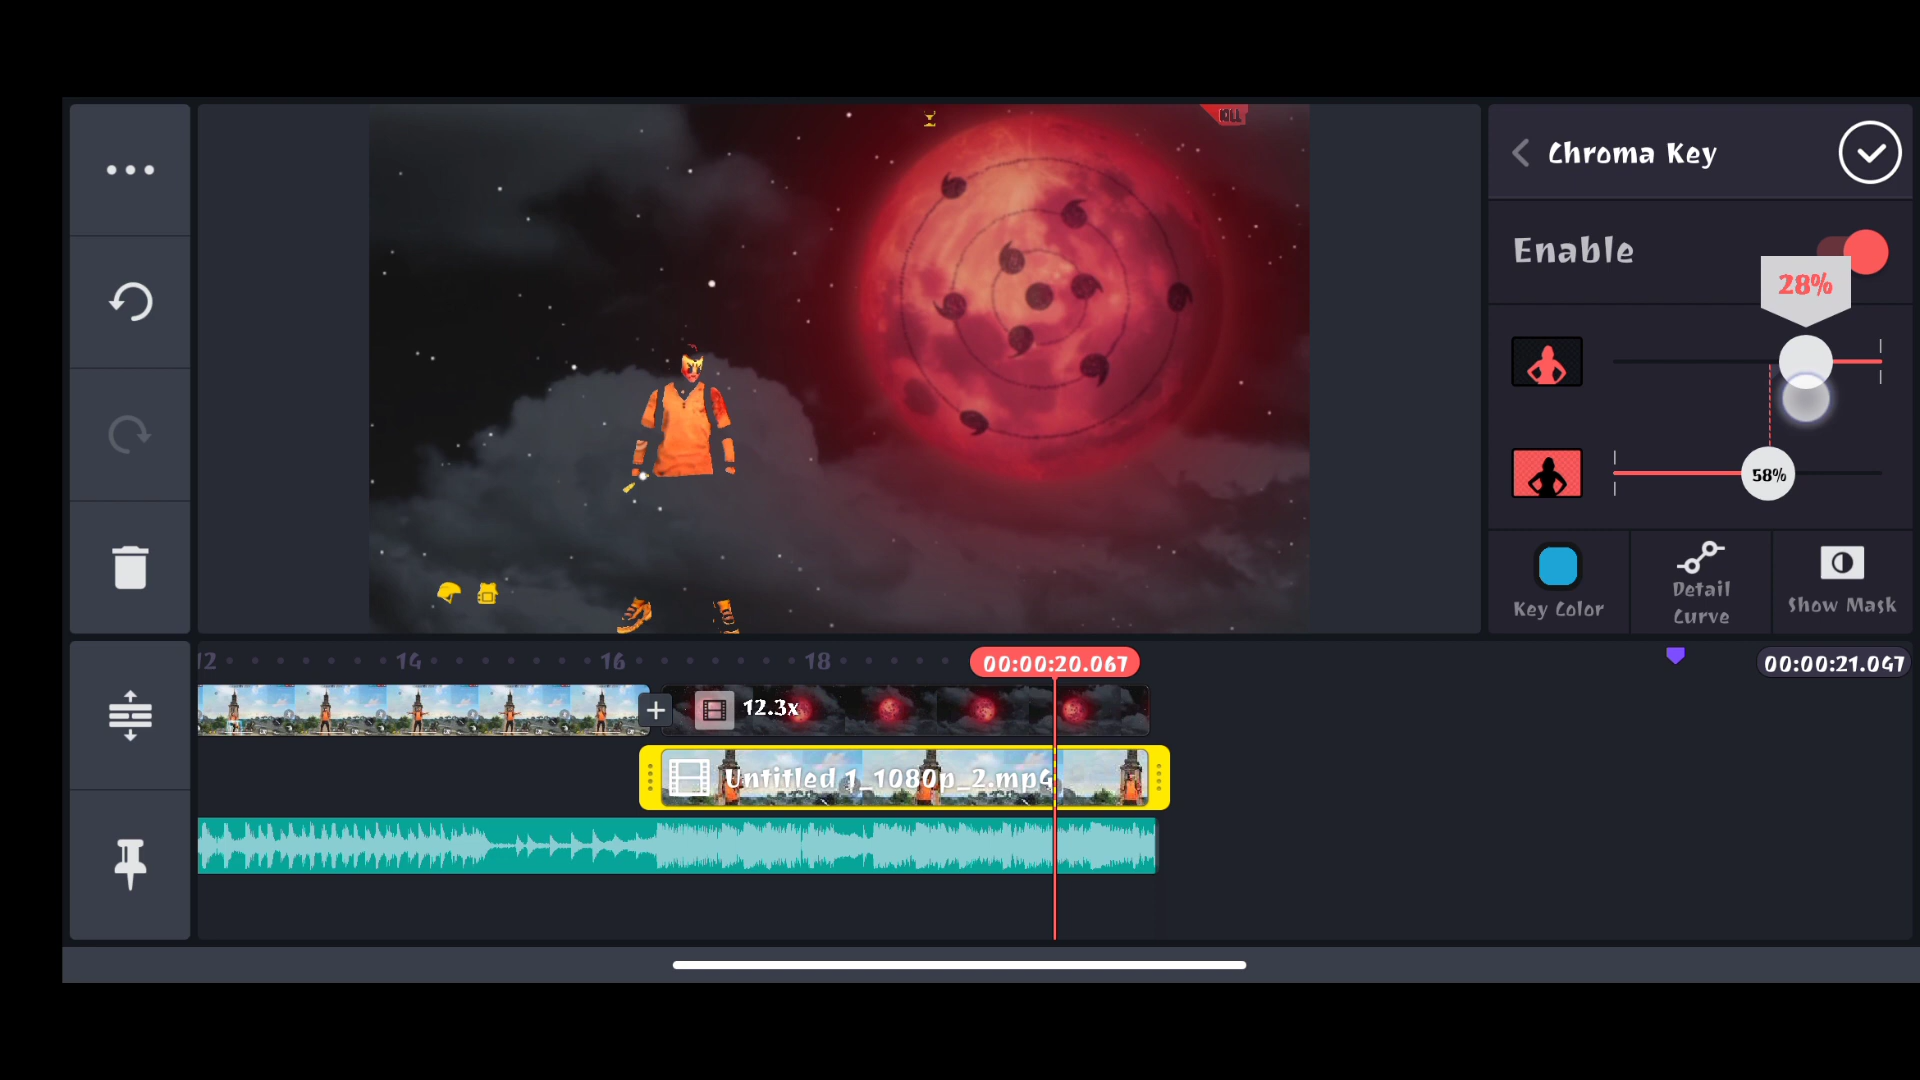 Chroma Key
Enable
28%
58%
Key Color
Detail
Curve
Show Mask
12
14
16
18
00:00:20.067
00:00:21.047
12.3x
Untitled 1_1080p_2.mp4